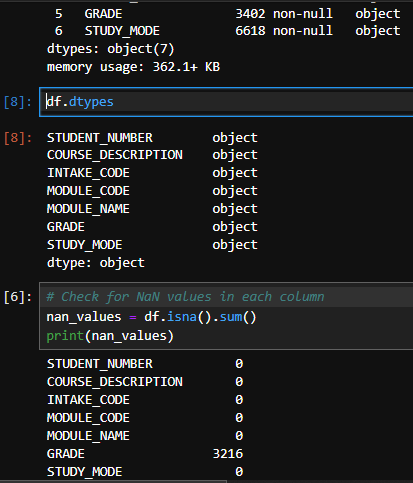 5 GRADE 3402 non-null object
6 STUDY_MODE 6618 non-null object
dtypes: object(7)
memory usage: 362.1+ KB
[8]: df.dtypes
[8]: STUDENT_NUMBER object
COURSE_DESCRIPTION object
INTAKE_CODE object
MODULE_CODE object
MODULE_NAME object
GRADE object
STUDY_MODE object
dtype: object
[6]: # Check for NaN values in each column
nan_values = df.isna().sum()
print(nan_values)
STUDENT_NUMBER 0
COURSE_DESCRIPTION 0
INTAKE_CODE 0
MODULE_CODE 0
MODULE_NAME 0
GRADE 3216
STUDY_MODE 0